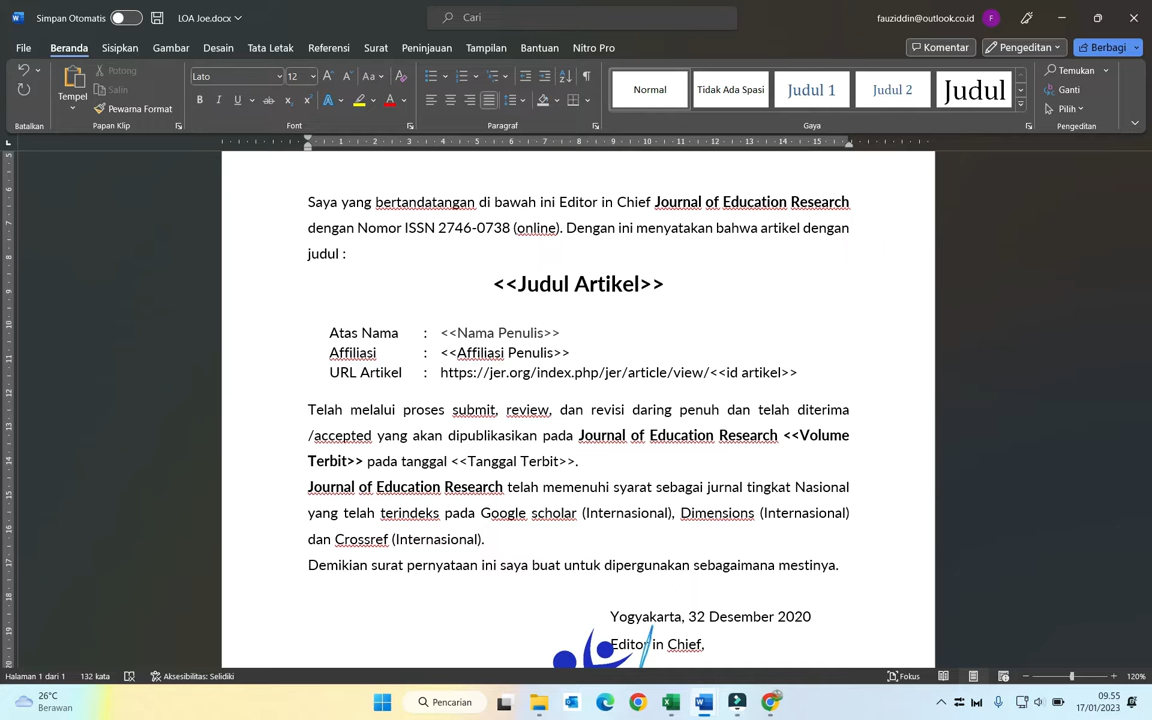 Simpan Otomatis
LOA Joe.docx
Cari
fauziddin@outlook.co.id
F
File
Beranda
Sisipkan
Gambar
Desain
Tata Letak
Referensi
Surat
Peninjauan
Tampilan
Bantuan
Nitro Pro
Komentar
Pengeditan
Berbagi
Tempel
Potong
Salin
Pewarna Format
Lato
12
Normal
Tidak Ada Spasi
Judul 1
Judul 2
Judul
Temukan
Ganti
Pilih
Batalkan
Papan Klip
Font
Paragraf
Gaya
Pengeditan
Saya yang bertandatangan di bawah ini Editor in Chief Journal of Education Research
dengan Nomor ISSN 2746-0738 (online). Dengan ini menyatakan bahwa artikel dengan
judul :
<<Judul Artikel>>
Atas Nama : <<Nama Penulis>>
Affiliasi : <<Affiliasi Penulis>>
URL Artikel : https://jer.org/index.php/jer/article/view/<<id artikel>>
Telah melalui proses submit, review, dan revisi daring penuh dan telah diterima
/accepted yang akan dipublikasikan pada Journal of Education Research <<Volume
Terbit>> pada tanggal <<Tanggal Terbit>>.
Journal of Education Research telah memenuhi syarat sebagai jurnal tingkat Nasional
yang telah terindeks pada Google scholar (Internasional), Dimensions (Internasional)
dan Crossref (Internasional).
Demikian surat pernyataan ini saya buat untuk dipergunakan sebagaimana mestinya.
Yogyakarta, 32 Desember 2020
Editor in Chief,
Halaman 1 dari 1
132 kata
Aksesibilitas: Selidiki
Fokus
120%
26°C
Berawan
Pencarian
09.55
17/01/2023